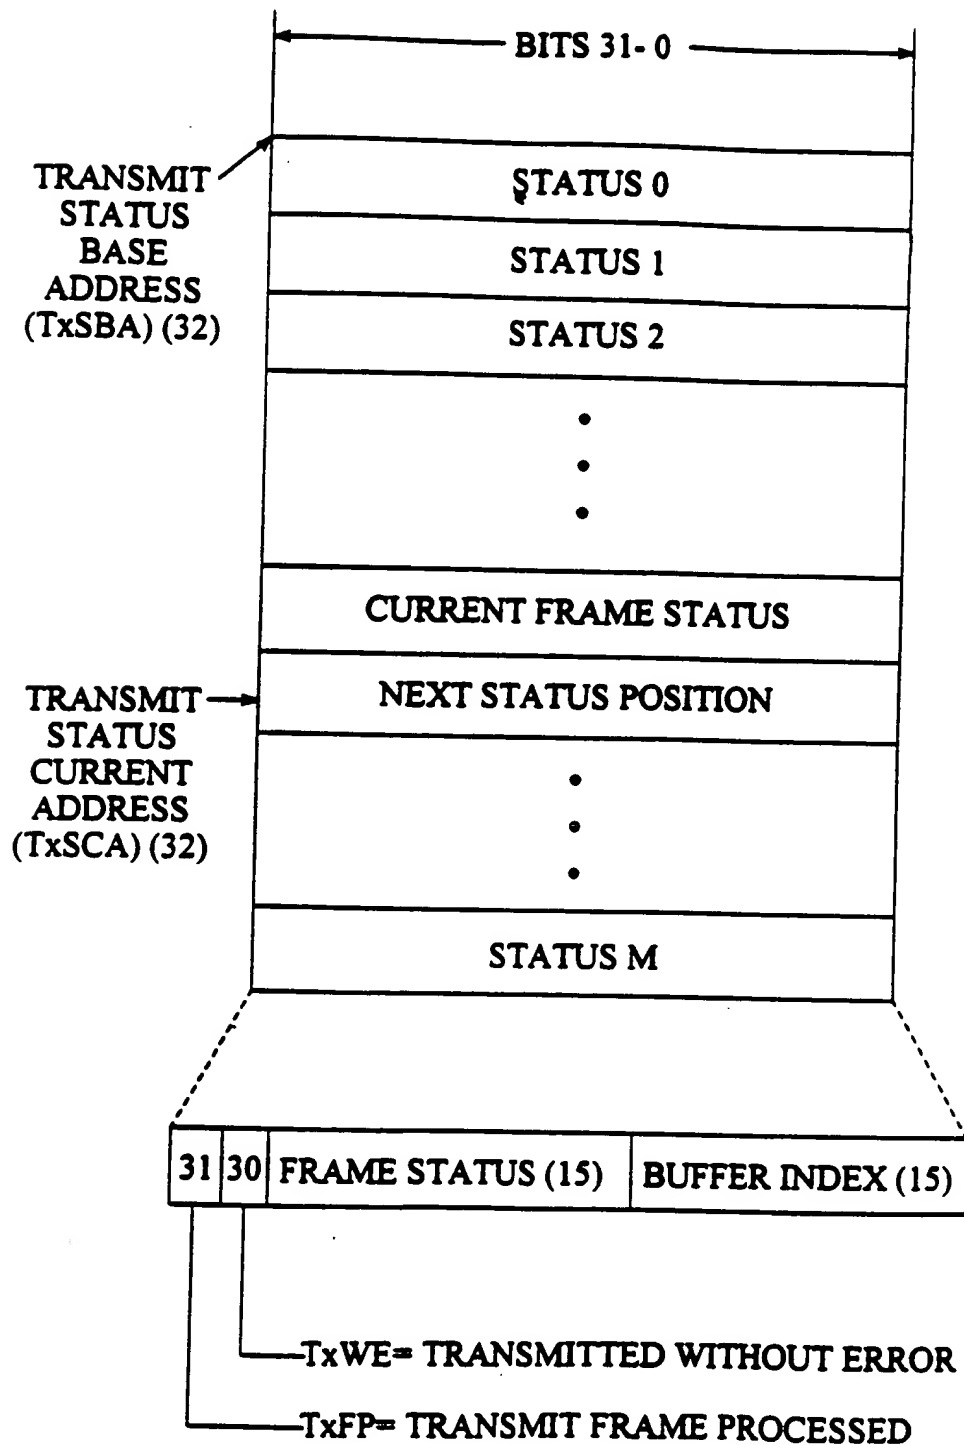 BITS 31- 0
TRANSMIT
STATUS
BASE
ADDRESS
(TxSBA) (32)
STATUS 0
STATUS 1
STATUS 2
CURRENT FRAME STATUS
TRANSMIT
STATUS
CURRENT
ADDRESS
(TxSCA) (32)
NEXT STATUS POSITION
STATUS M
31 30 FRAME STATUS (15) BUFFER INDEX (15)
TxWE= TRANSMITTED WITHOUT ERROR
TxFP= TRANSMIT FRAME PROCESSED